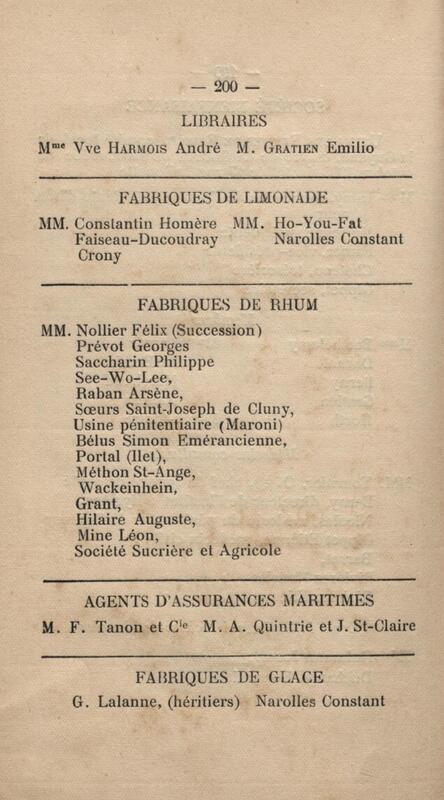 — 200 —
LIBRAIRES
Mme Vve HARMOIS André M. GRATIEN Emilio
FABRIQUES DE LIMONADE
MM. Constantin Homère MM. Ho-You-Fat
Faiseau-Ducoudray Narolles Constant
Crony
FABRIQUES DE RHUM
MM. Nollier Félix (Succession)
Prévot Georges
Saccharin Philippe
See-Wo-Lee,
Raban Arsène,
Sœurs Saint-Joseph de Cluny,
Usine pénitentiaire (Maroni)
Bélus Simon Emérancienne,
Portal (Ilet),
Méthon St-Ange,
Wackeinhein,
Grant,
Hilaire Auguste,
Mine Léon,
Société Sucrière et Agricole
AGENTS D'ASSURANCES MARITIMES
M. F. Tanon et Cie M. A. Quintrie et J. St-Claire
FABRIQUES DE GLACE
G. Lalanne, (héritiers) Narolles Constant